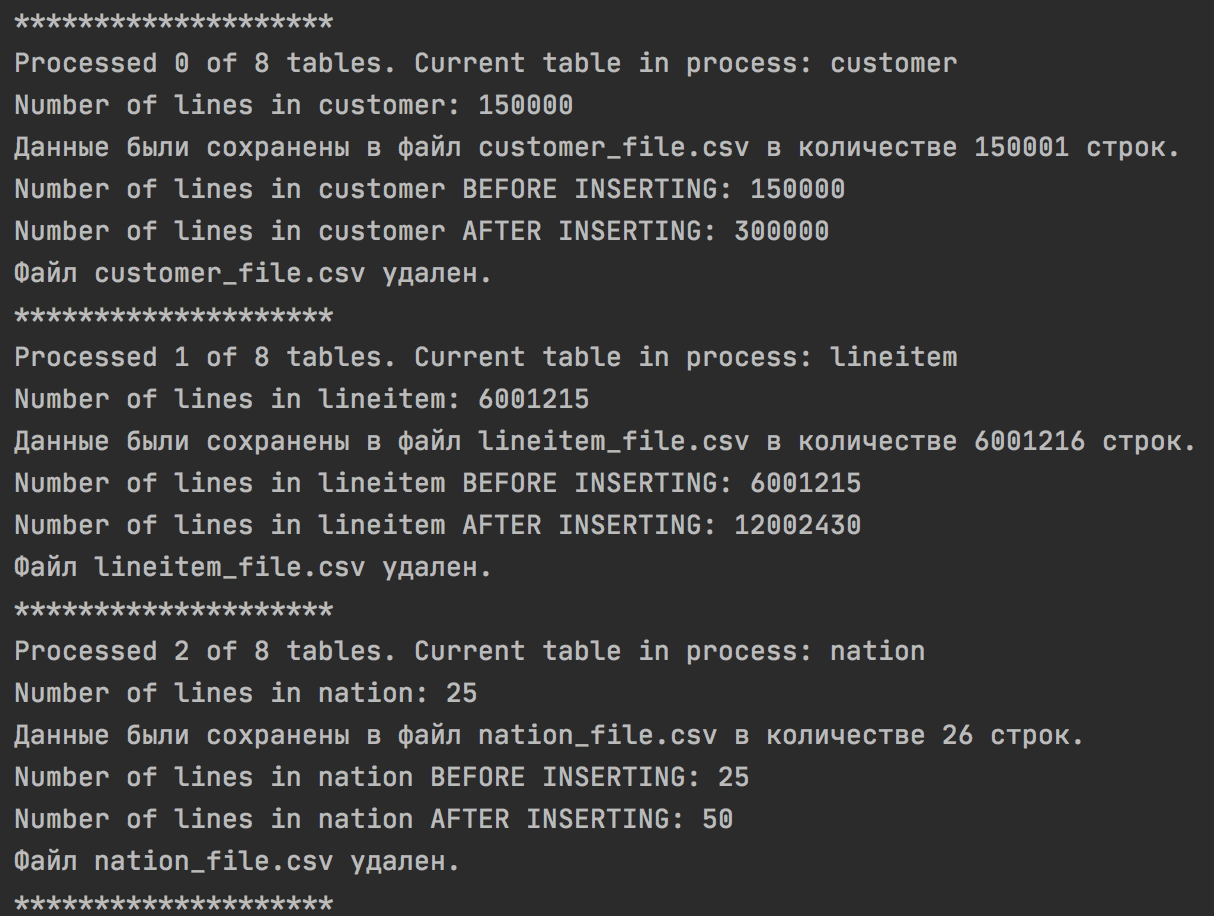 ********************
Processed 0 of 8 tables. Current table in process: customer
Number of lines in customer: 150000
Данные были сохранены в файл customer_file.csv в количестве 150001 строк.
Number of lines in customer BEFORE INSERTING: 150000
Number of lines in customer AFTER INSERTING: 300000
Файл customer_file.csv удален.
********************
Processed 1 of 8 tables. Current table in process: lineitem
Number of lines in lineitem: 6001215
Данные были сохранены в файл lineitem_file.csv в количестве 6001216 строк.
Number of lines in lineitem BEFORE INSERTING: 6001215
Number of lines in lineitem AFTER INSERTING: 12002430
Файл lineitem_file.csv удален.
********************
Processed 2 of 8 tables. Current table in process: nation
Number of lines in nation: 25
Данные были сохранены в файл nation_file.csv в количестве 26 строк.
Number of lines in nation BEFORE INSERTING: 25
Number of lines in nation AFTER INSERTING: 50
Файл nation_file.csv удален.
********************